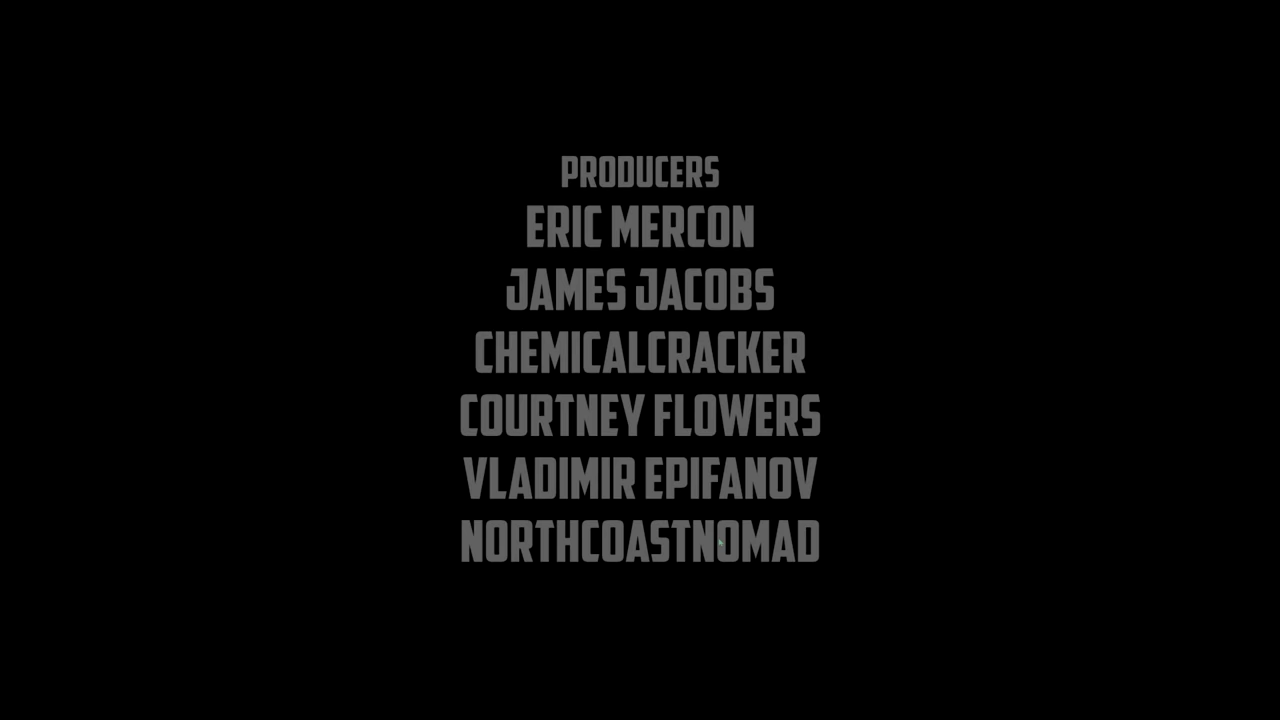 PRODUCERS
ERIC MERCON
JAMES JACOBS
CHEMICALCRACKER
COURTNEY FLOWERS
VLADIMIR EPIFANOV
NORTHCOASTNOMAD